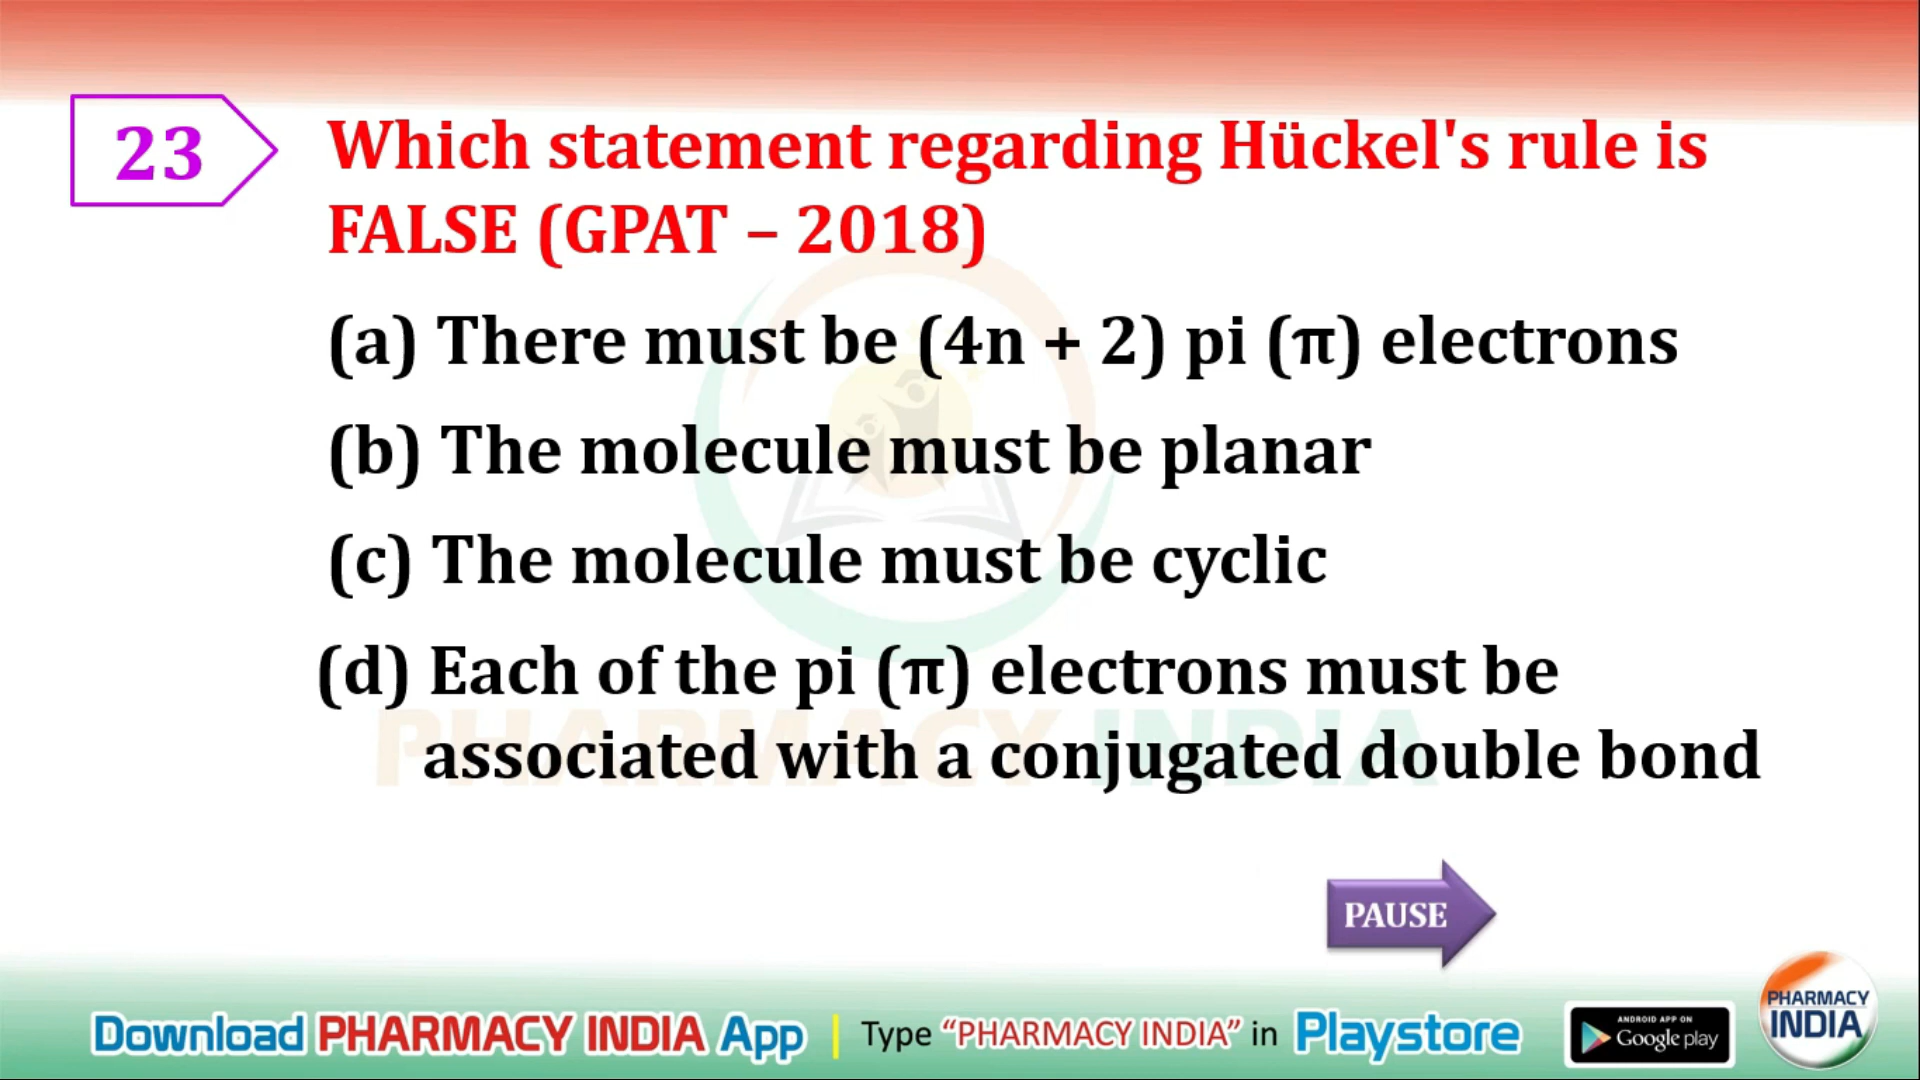 23
Which statement regarding Hückel's rule is
FALSE (GPAT – 2018)
(a) There must be (4n + 2) pi (π) electrons
(b) The molecule must be planar
(c) The molecule must be cyclic
(d) Each of the pi (π) electrons must be
associated with a conjugated double bond
PHARMACY INDIA
PAUSE
Download PHARMACY INDIA App | Type “PHARMACY INDIA” in Playstore
ANDROID APP ON
Google play
PHARMACY
INDIA